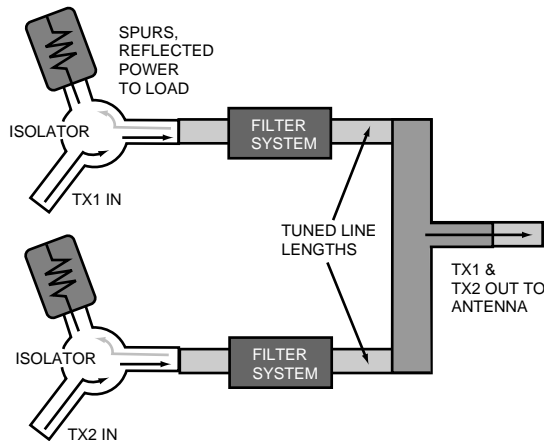 SPURS,
REFLECTED
POWER
TO LOAD
ISOLATOR
FILTER
SYSTEM
TX1 IN
TUNED LINE
LENGTHS
TX1 &
TX2 OUT TO
ANTENNA
ISOLATOR
FILTER
SYSTEM
TX2 IN